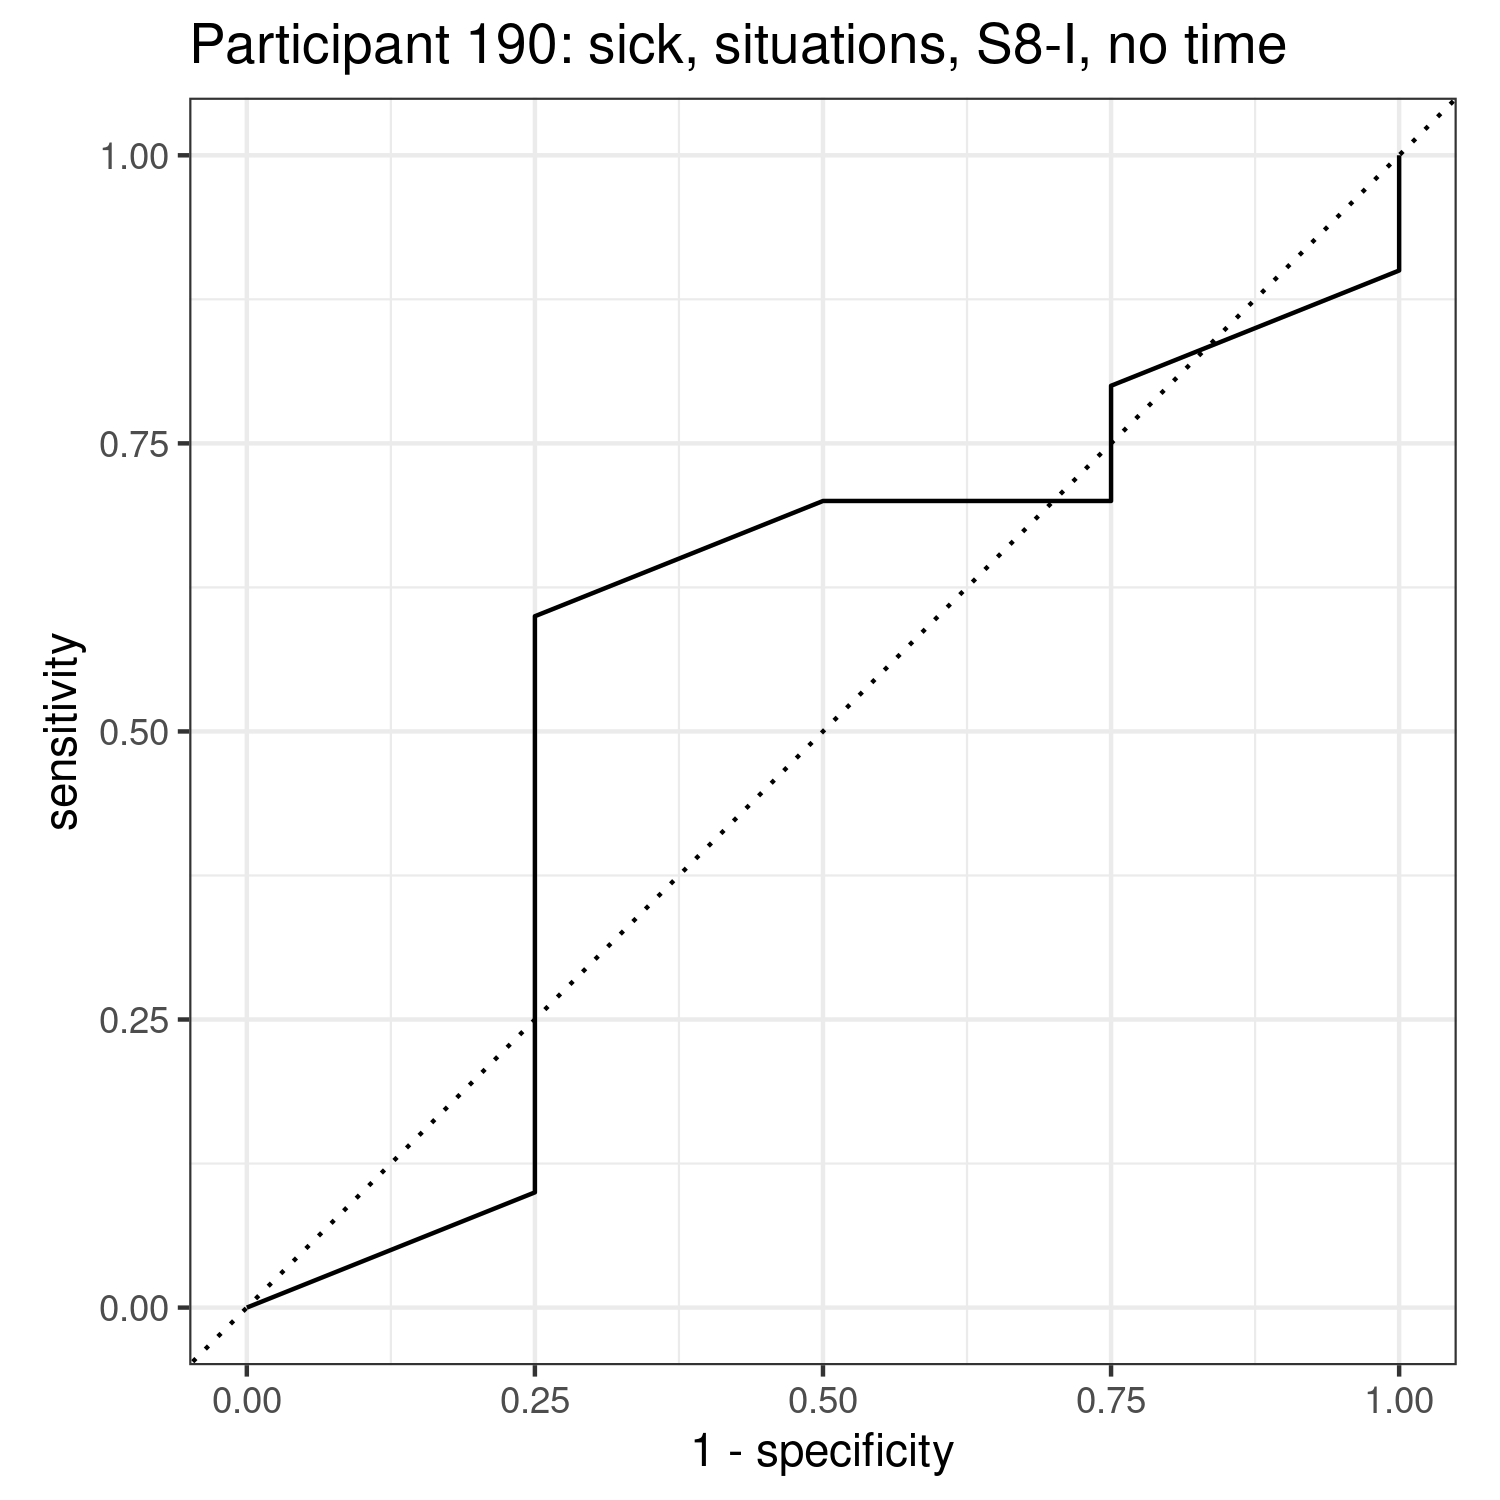 Participant 190: sick, situations, S8-I, no time
1.00
0.75
0.50
0.25
0.00
sensitivity
0.00 0.25 0.50 0.75 1.00
1 - specificity